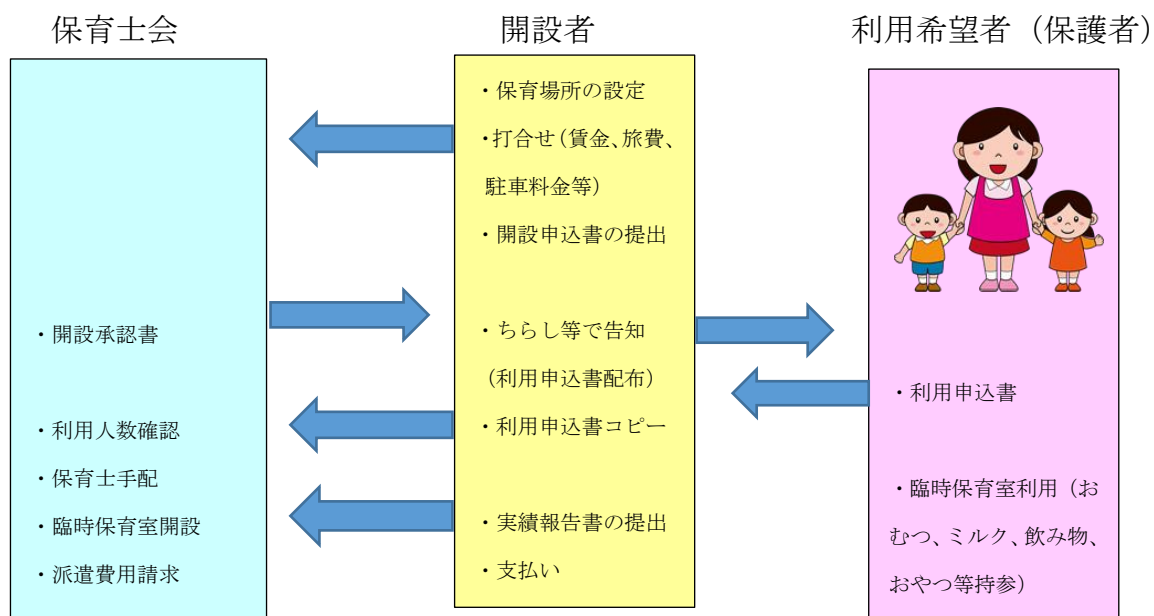 保育士会
開設者
利用希望者（保護者）
・開設承認書
・利用人数確認
・保育士手配
・臨時保育室開設
・派遣費用請求
・保育場所の設定
・打合せ（賃金、旅費、
駐車料金等）
・開設申込書の提出
・ちらし等で告知
（利用申込書配布）
・利用申込書コピー
・実績報告書の提出
・支払い
・利用申込書
・臨時保育室利用（お
むつ、ミルク、飲み物、
おやつ等持参）